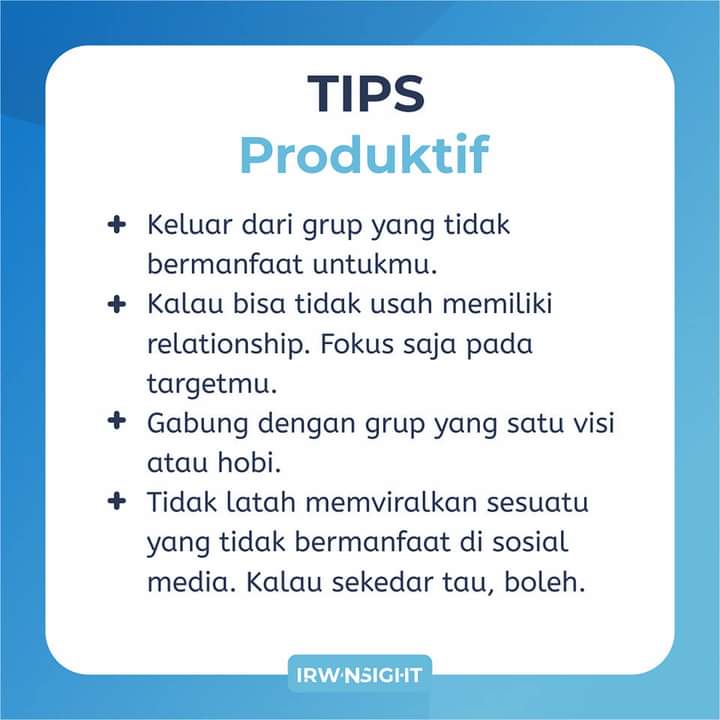 TIPS
Produktif
+ Keluar dari grup yang tidak
bermanfaat untukmu.
+ Kalau bisa tidak usah memiliki
relationship. Fokus saja pada
targetmu.
+ Gabung dengan grup yang satu visi
atau hobi.
+ Tidak latah memviralkan sesuatu
yang tidak bermanfaat di sosial
media. Kalau sekedar tau, boleh.
IRWNSIGHT